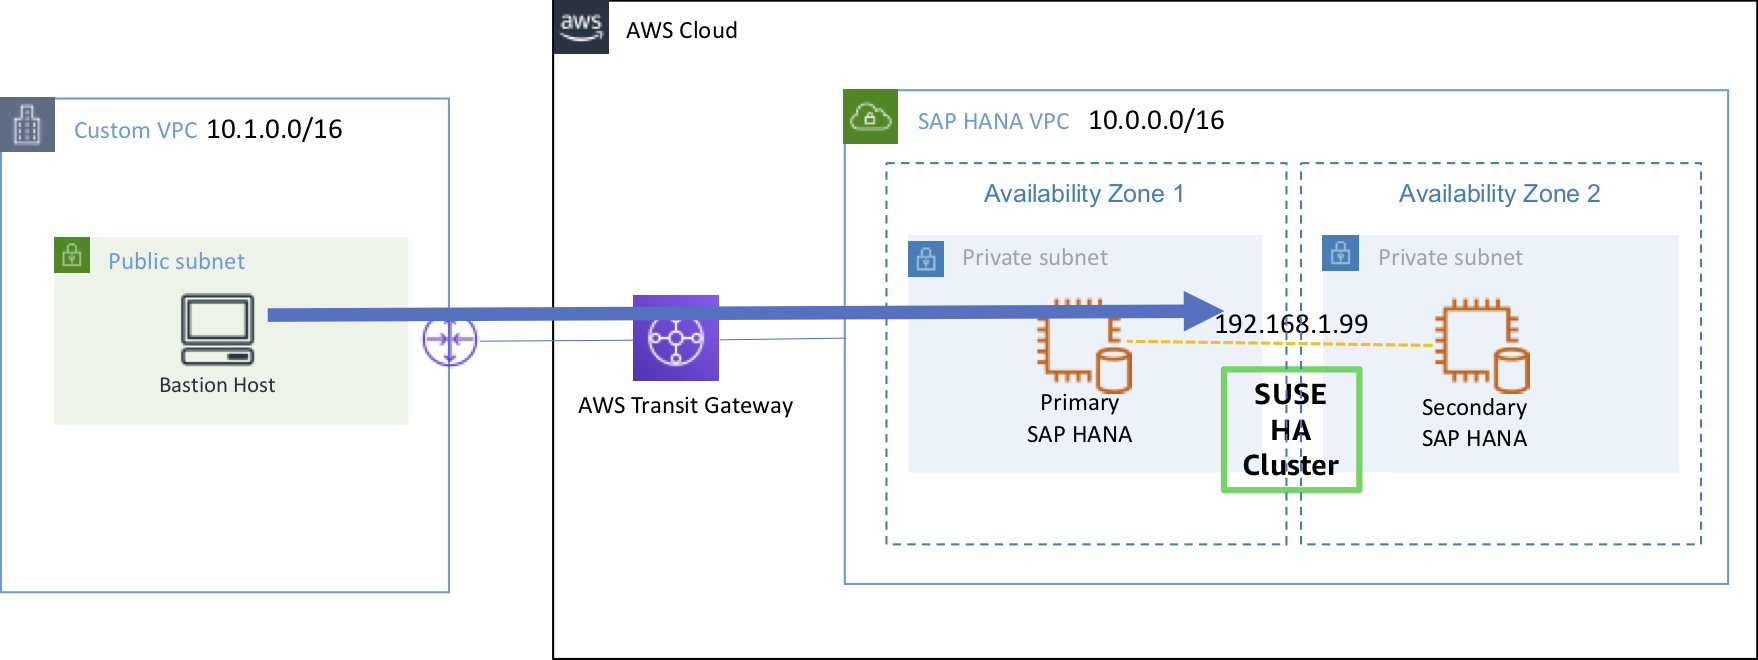 aws
AWS Cloud
Custom VPC 10.1.0.0/16
SAP HANA VPC 10.0.0.0/16
Availability Zone 1
Availability Zone 2
Public subnet
Private subnet
Private subnet
Bastion Host
AWS Transit Gateway
192.168.1.99
Primary
SAP HANA
SUSE
HA
Cluster
Secondary
SAP HANA